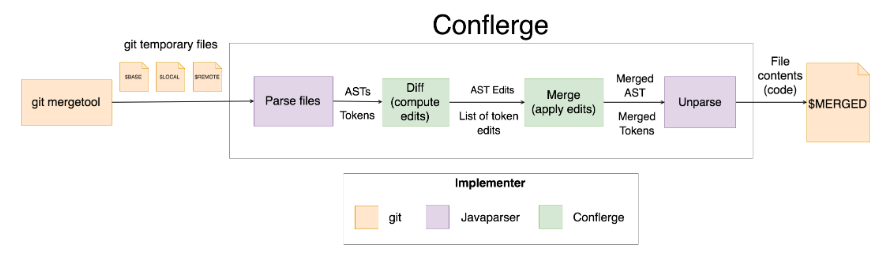 Conflerge
git temporary files
$BASE
$LOCAL
$REMOTE
git mergetool
Parse files
ASTs
Tokens
Diff
(compute
edits)
AST Edits
List of token
edits
Merge
(apply edits)
Merged
AST
Merged
Tokens
Unparse
File
contents
(code)
$MERGED
Implementer
git
Javaparser
Conflerge